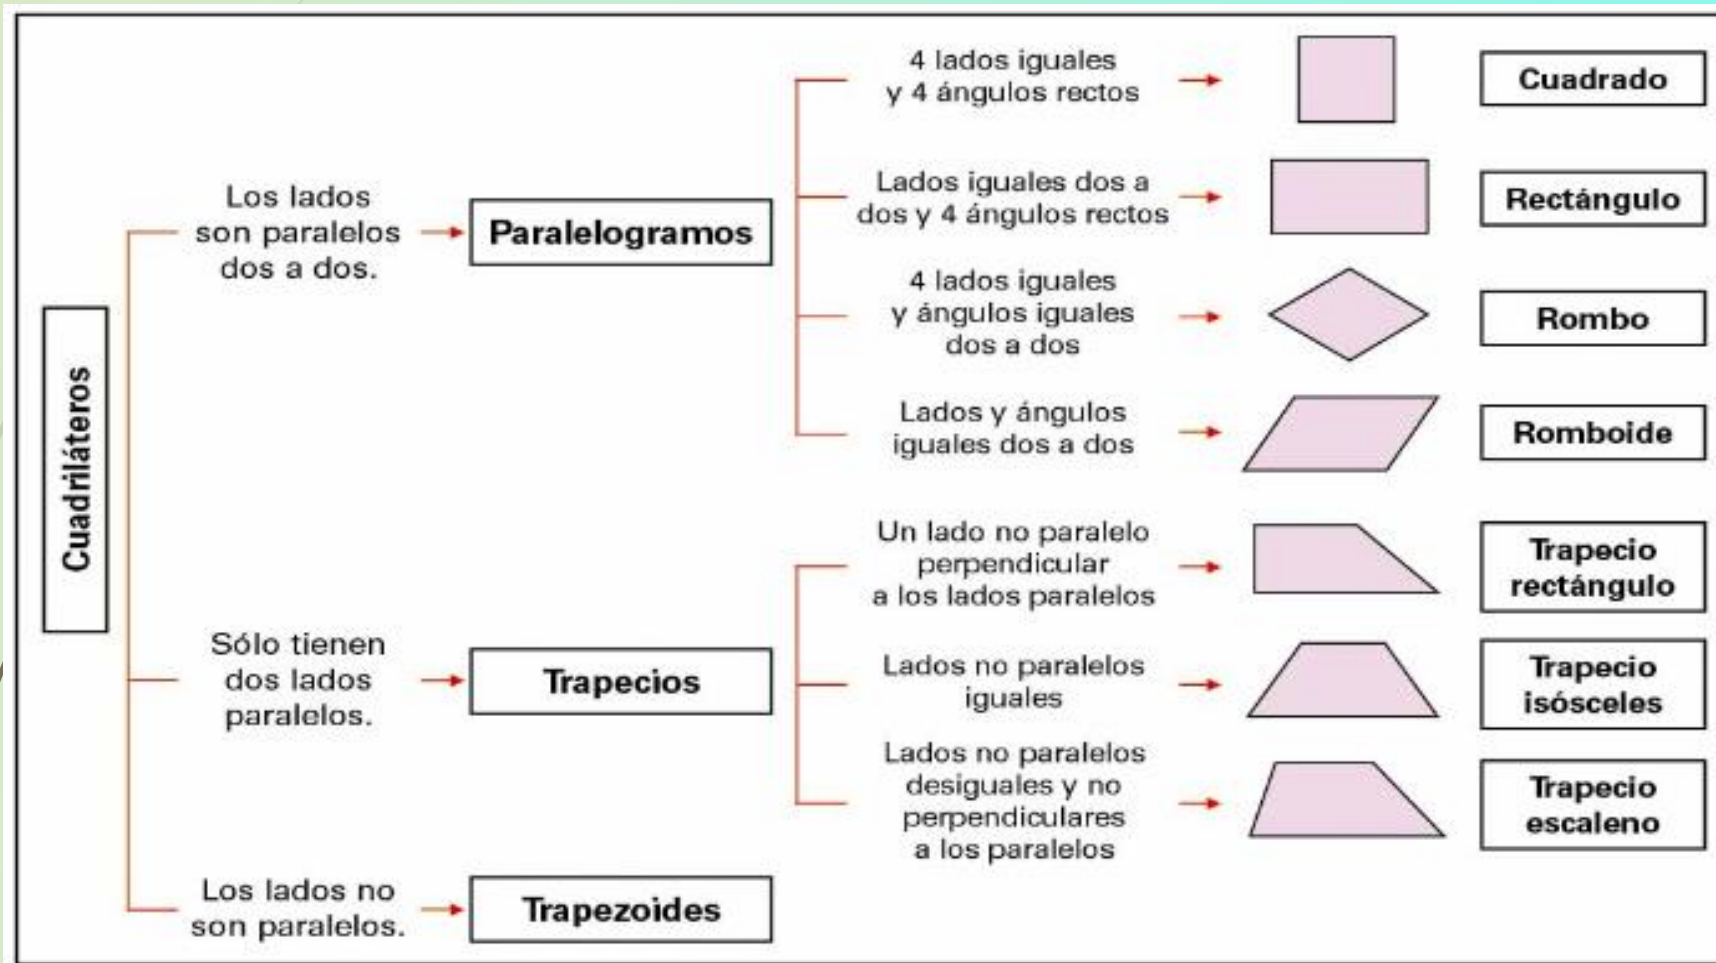 Cuadriláteros
Los lados
son paralelos
dos a dos.
Paralelogramos
4 lados iguales
y 4 ángulos rectos
Cuadrado
Lados iguales dos a
dos y 4 ángulos rectos
Rectángulo
4 lados iguales
y ángulos iguales
dos a dos
Rombo
Lados y ángulos
iguales dos a dos
Romboide
Sólo tienen
dos lados
paralelos.
Trapecios
Un lado no paralelo
perpendicular
a los lados paralelos
Trapecio
rectángulo
Lados no paralelos
iguales
Trapecio
isósceles
Lados no paralelos
desiguales y no
perpendiculares
a los paralelos
Trapecio
escaleno
Los lados no
son paralelos.
Trapezoides